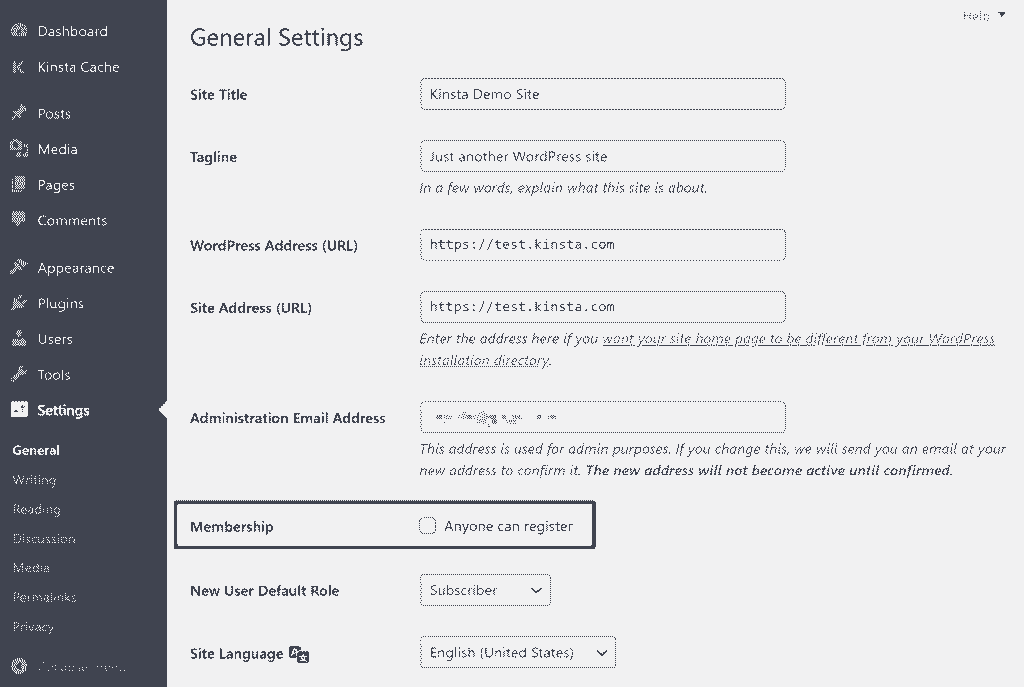 Help
Dashboard
Kinsta Cache
Posts
Media
Pages
Comments
Appearance
Plugins
Users
Tools
Settings
General
Writing
Reading
Discussion
Media
Permalinks
Privacy
General Settings
Site Title
Kinsta Demo Site
Tagline
Just another WordPress site
In a few words, explain what this site is about.
WordPress Address (URL)
https://test.kinsta.com
Site Address (URL)
https://test.kinsta.com
Enter the address here if you want your site home page to be different from your WordPress
installation directory.
Administration Email Address
This address is used for admin purposes. If you change this, we will send you an email at your
new address to confirm it. The new address will not become active until confirmed.
Membership
Anyone can register
New User Default Role
Subscriber
Site Language
English (United States)